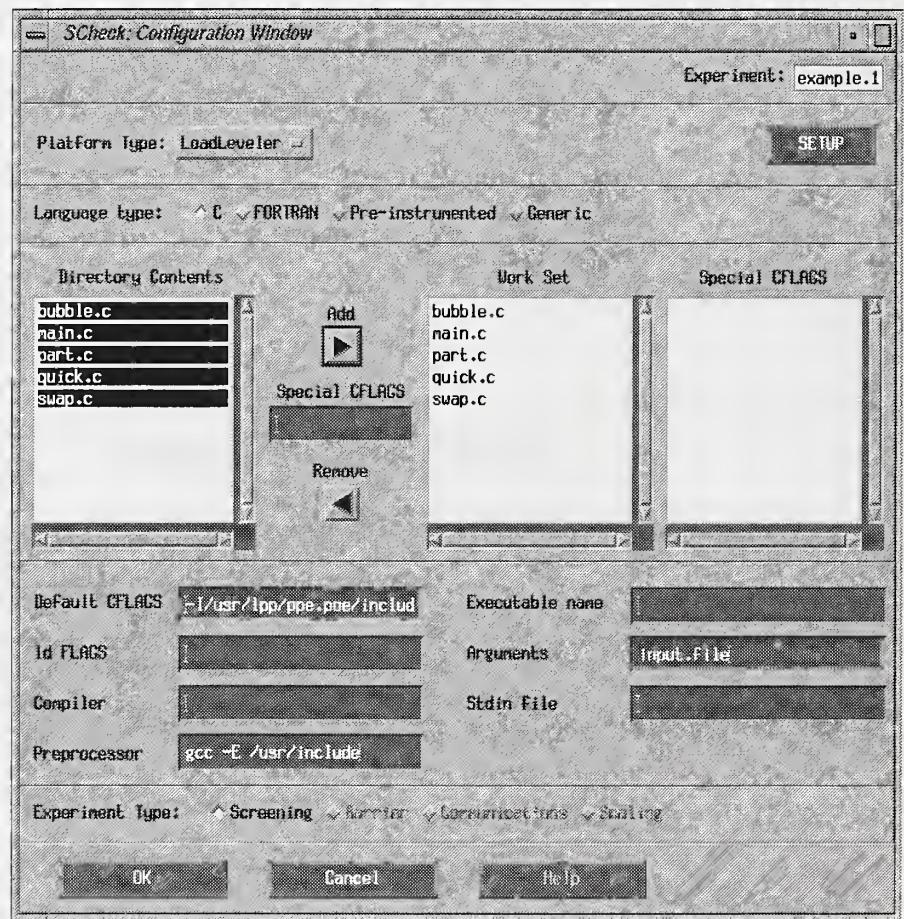 SCheck: Configuration Window
Experiment: example.1
Platform Type: LoadLeveler
SETUP
Language type: C FORTRAN Pre-instrumented Generic
Directory Contents
Work Set
Special CFLAGS
bubble.c
main.c
part.c
quick.c
swap.c
Add
Special CFLAGS
Remove
bubble.c
main.c
part.c
quick.c
swap.c
Default CFLAGS -I/usr/lpp/ppe.poe/includ
Executable name
ld FLAGS
Arguments input.file
Compiler
Stdin File
Preprocessor gcc -E /usr/include
Experiment Type: Screening Barrier Communications Scaling
OK Cancel Help